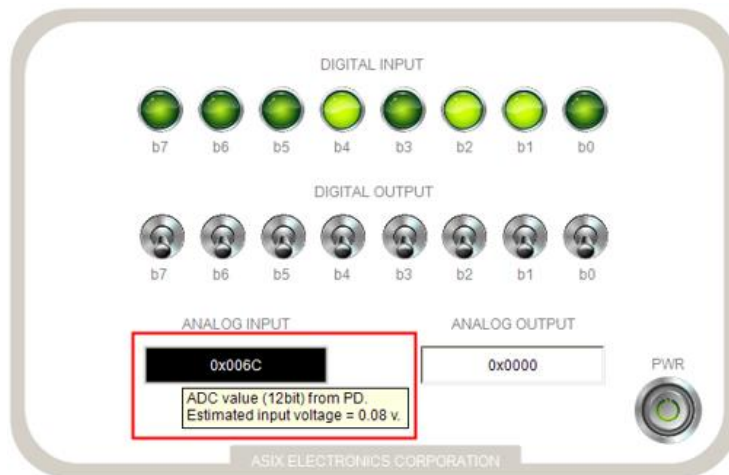 DIGITAL INPUT
b7 b6 b5 b4 b3 b2 b1 b0
DIGITAL OUTPUT
b7 b6 b5 b4 b3 b2 b1 b0
ANALOG INPUT ANALOG OUTPUT
0x006C 0x0000
PWR
ADC value (12bit) from PD.
Estimated input voltage = 0.08 v.
ASIX ELECTRONICS CORPORATION